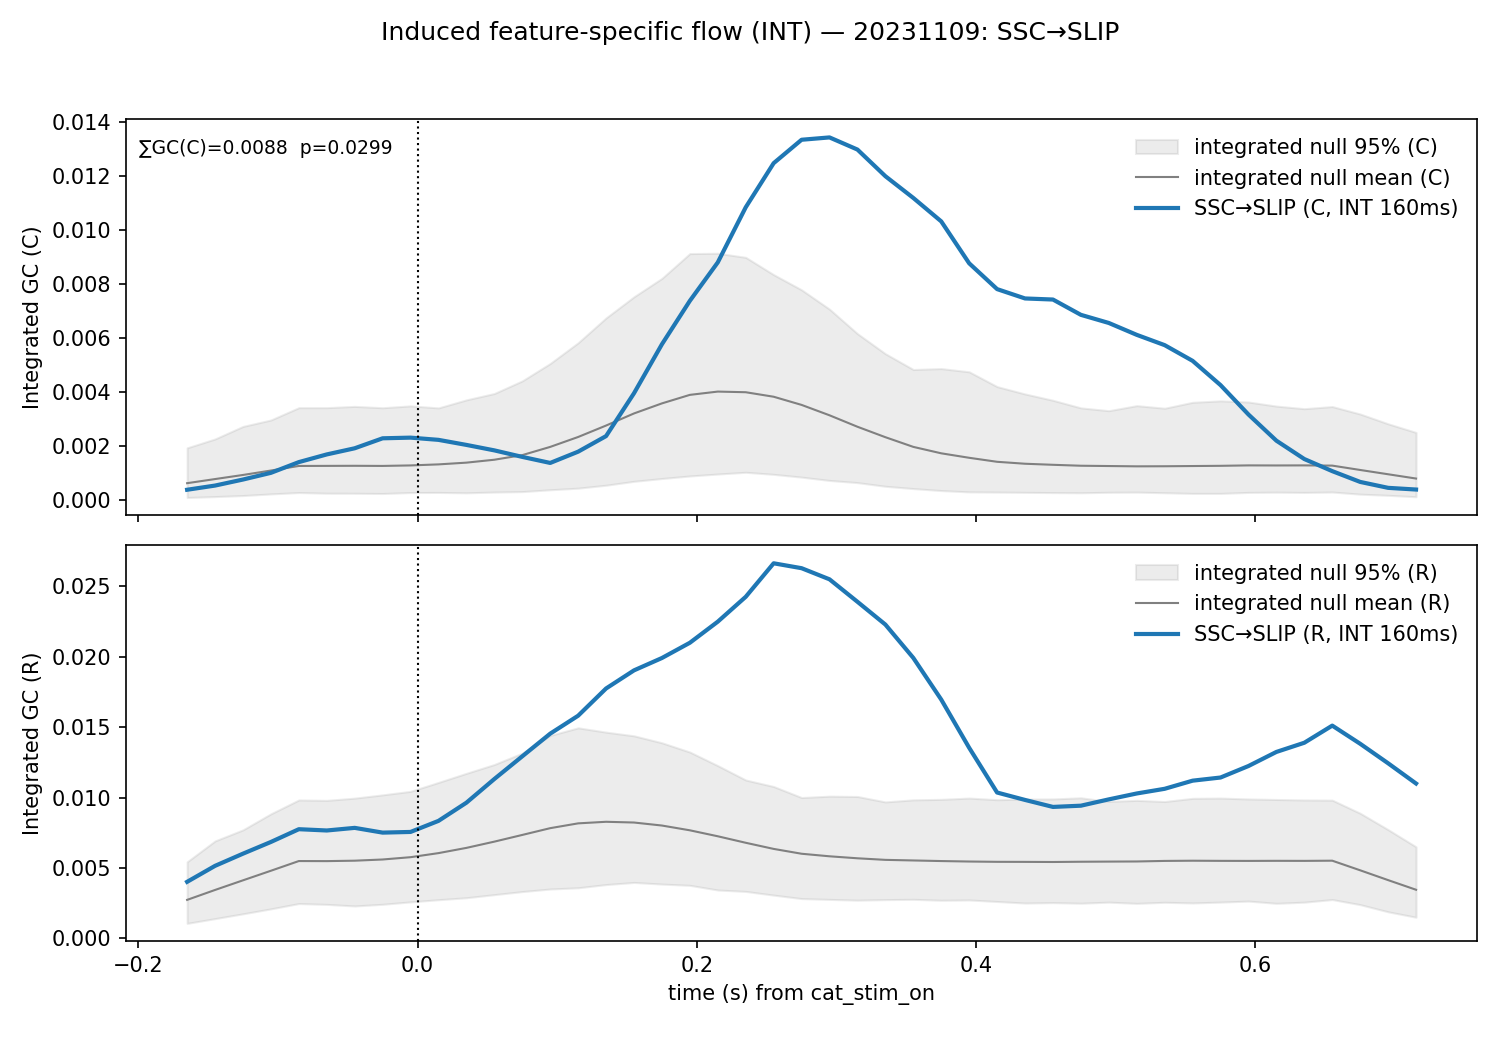 Induced feature-specific flow (INT) — 20231109: SSC→SLIP
0.014
0.012
0.010
0.008
0.006
0.004
0.002
0.000
Integrated GC (C)
∑GC(C)=0.0088 p=0.0299
integrated null 95% (C)
integrated null mean (C)
SSC→SLIP (C, INT 160ms)
0.025
0.020
0.015
0.010
0.005
0.000
Integrated GC (R)
integrated null 95% (R)
integrated null mean (R)
SSC→SLIP (R, INT 160ms)
−0.2 0.0 0.2 0.4 0.6
time (s) from cat_stim_on